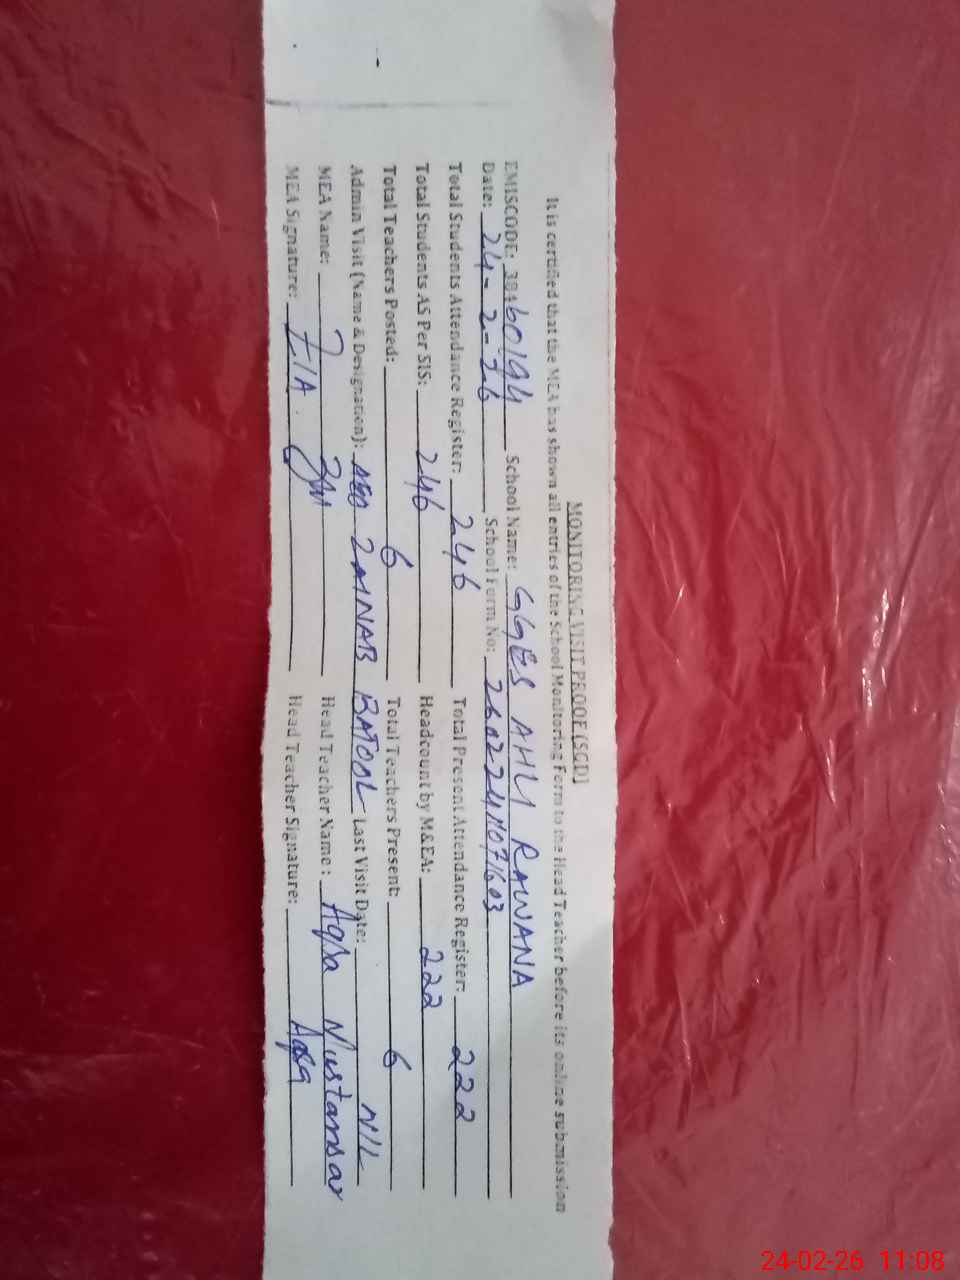 MONITORING VISIT PROOF (SGD)
It is certified that the MEA has shown all entries of the School Monitoring Form to the Head Teacher before its online submission
EMISCODE: 38460194 School Name: GGES AHLI RAWANA
Date: 24-2-26 School Form No:
Total Students Attendance Register: 246 Total Present Attendance Register: 222
Total Students AS Per SIS: 246 Headcount by M&EA: 222
Total Teachers Posted: 6 Total Teachers Present: 6
Admin Visit (Name & Designation): AEO ZAINAB BATOOL Last Visit Date: NIL
MEA Name: Head Teacher Name: Aqsa Mustansar
MEA Signature: ZIA Head Teacher Signature: Aqsa
24-02-26 11:08